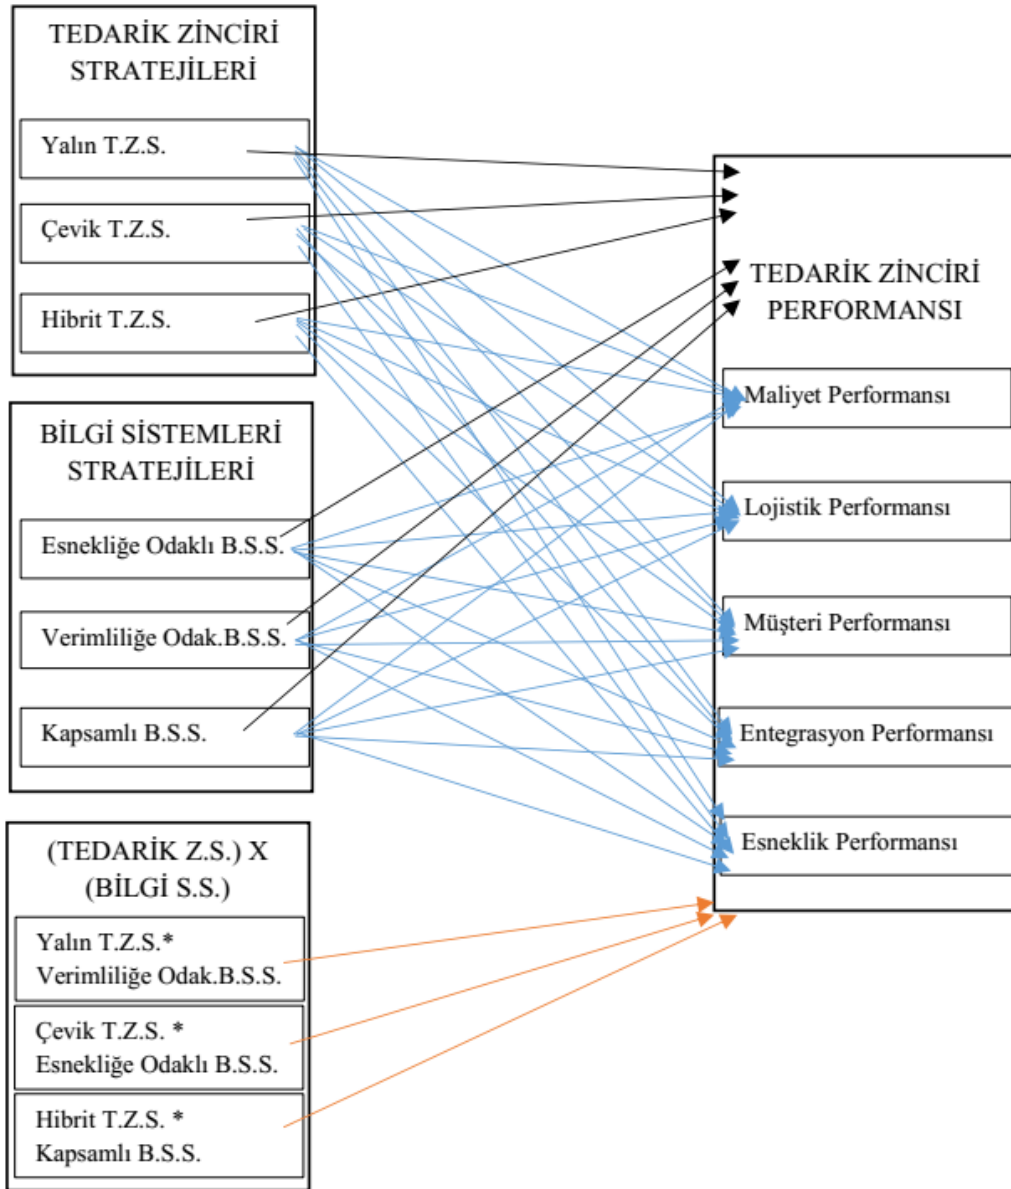 TEDARİK ZİNCİRİ
STRATEJİLERİ
Yalın T.Z.S.
Çevik T.Z.S.
Hibrit T.Z.S.
BİLGİ SİSTEMLERİ
STRATEJİLERİ
Esnekliğe Odaklı B.S.S.
Verimliliğe Odak.B.S.S.
Kapsamlı B.S.S.
(TEDARİK Z.S.) X
(BİLGİ S.S.)
Yalın T.Z.S.*
Verimliliğe Odak.B.S.S.
Çevik T.Z.S. *
Esnekliğe Odaklı B.S.S.
Hibrit T.Z.S. *
Kapsamlı B.S.S.
TEDARİK ZİNCİRİ
PERFORMANSI
Maliyet Performansı
Lojistik Performansı
Müşteri Performansı
Entegrasyon Performansı
Esneklik Performansı